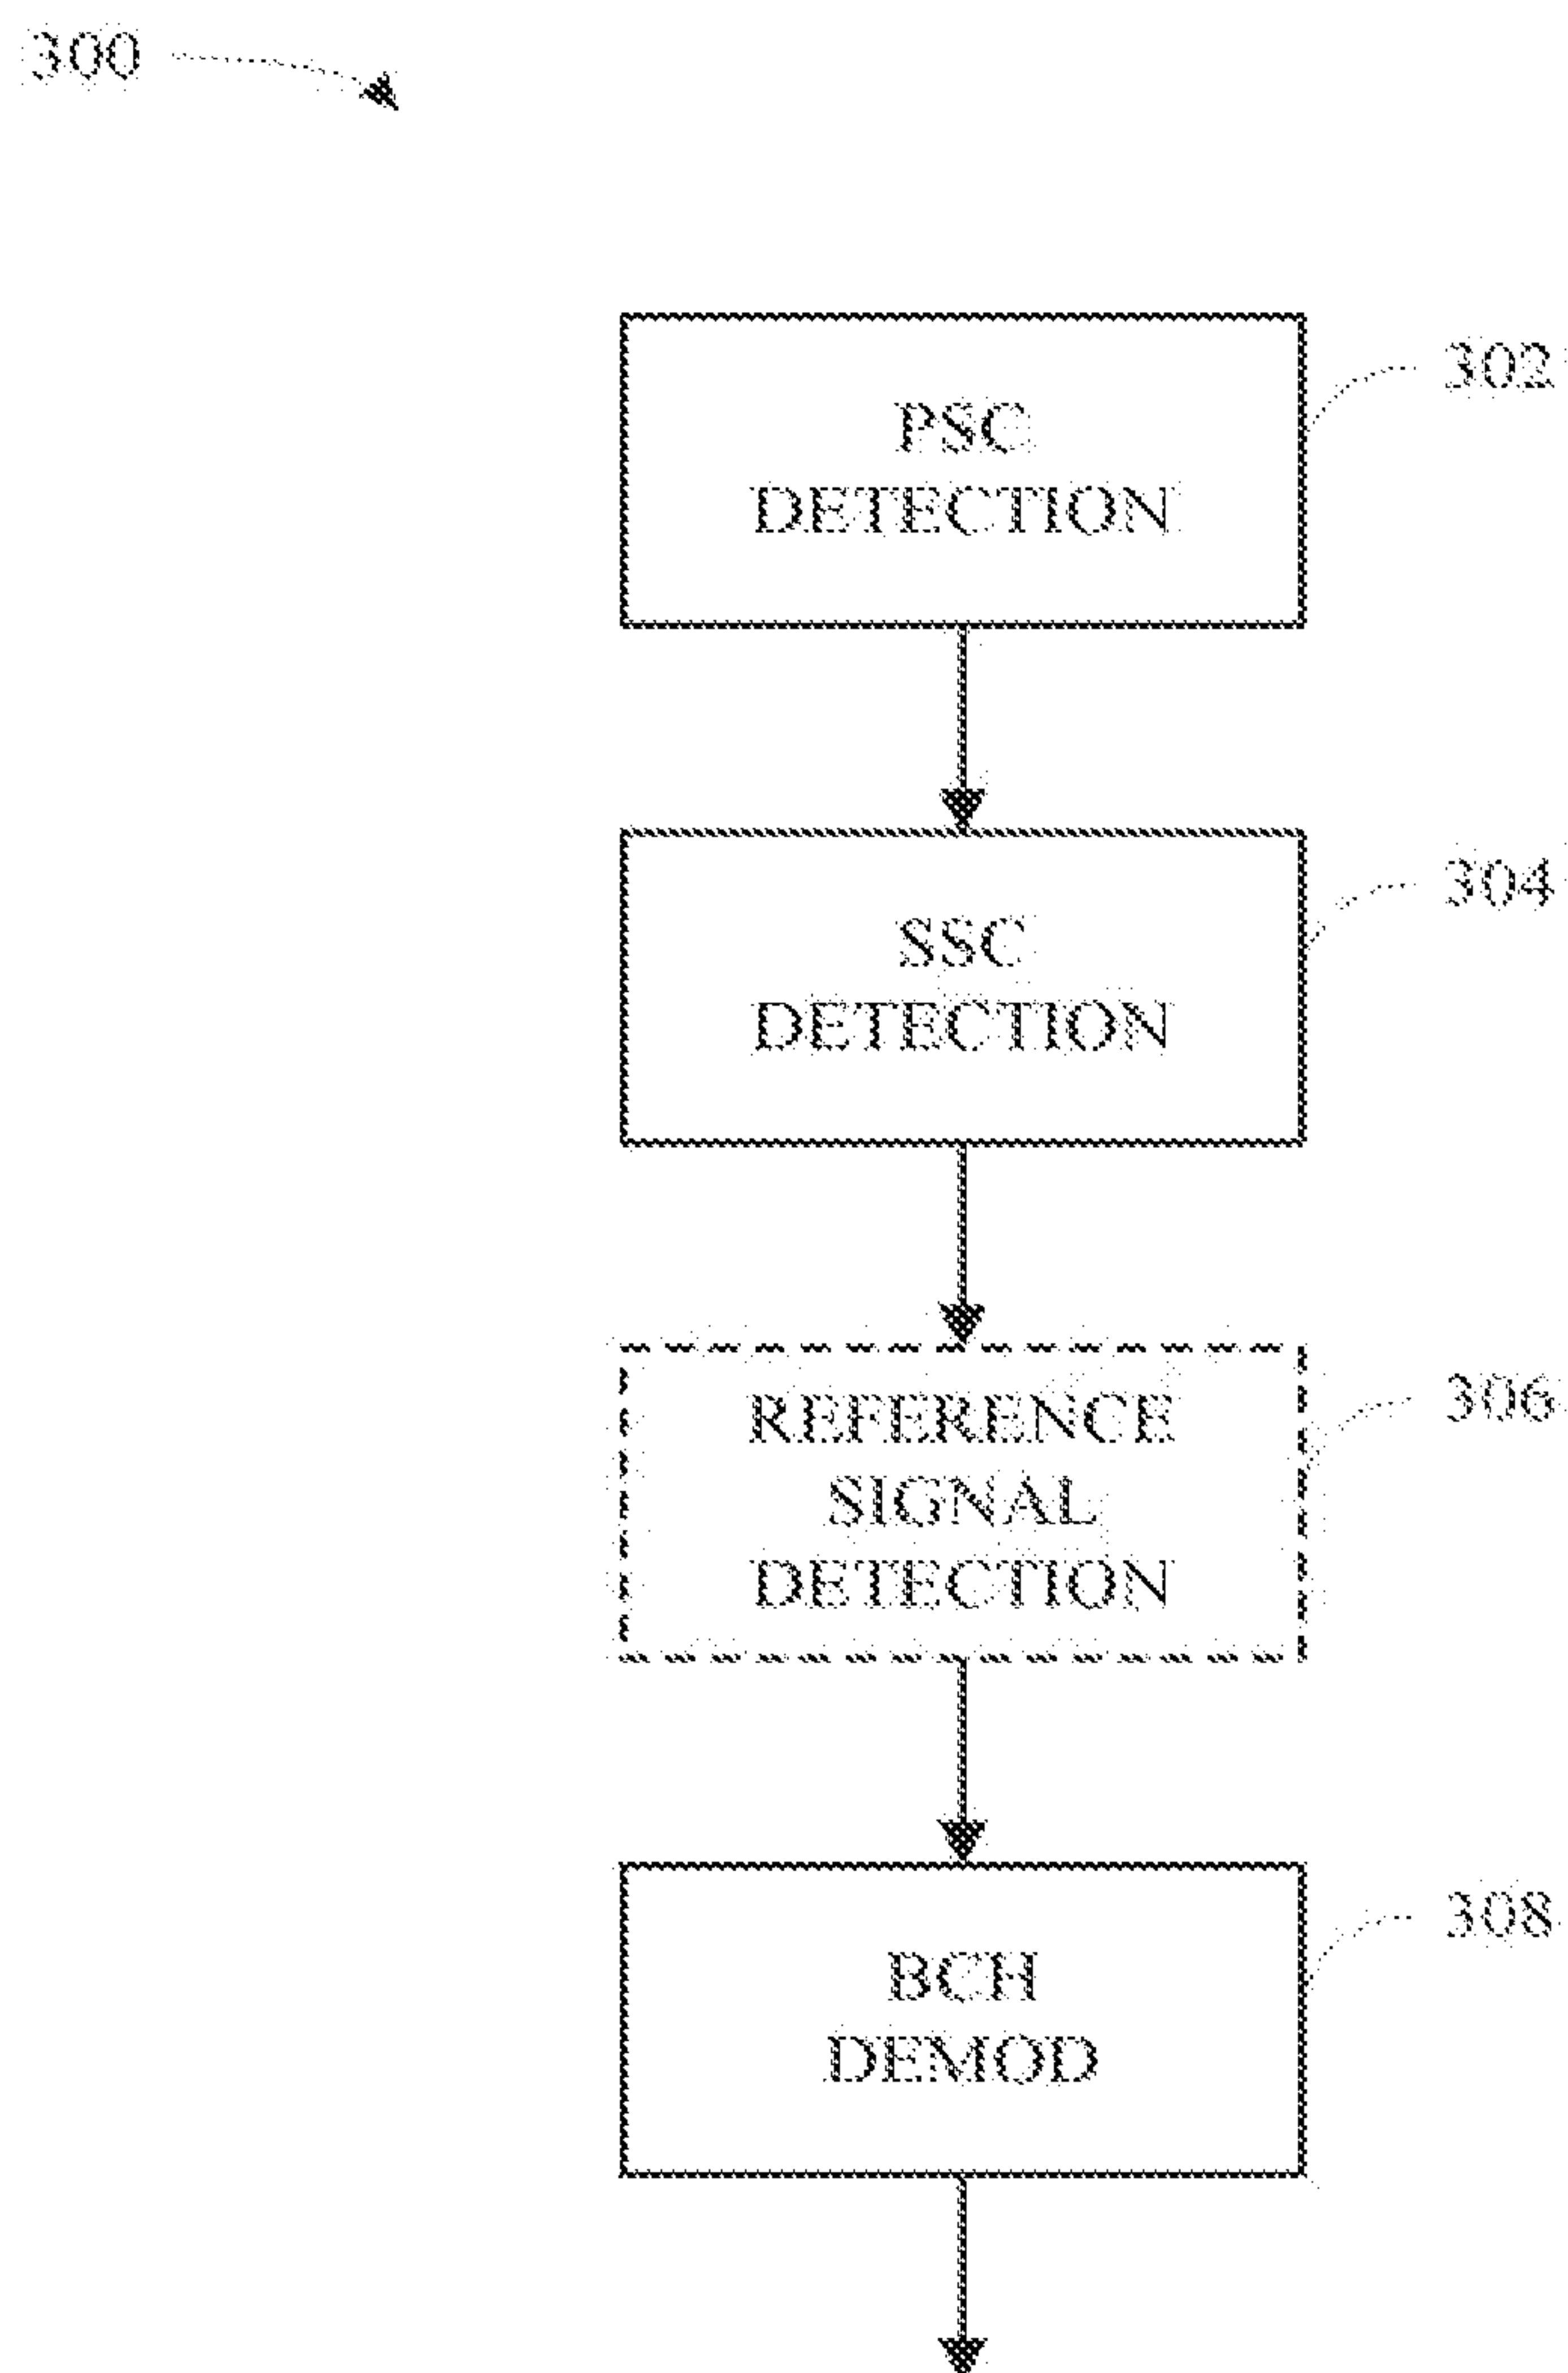 300
302
PSC
DETECTION
304
SSC
DETECTION
306
REFERENCE
SIGNAL
DETECTION
308
BCH
DEMOD